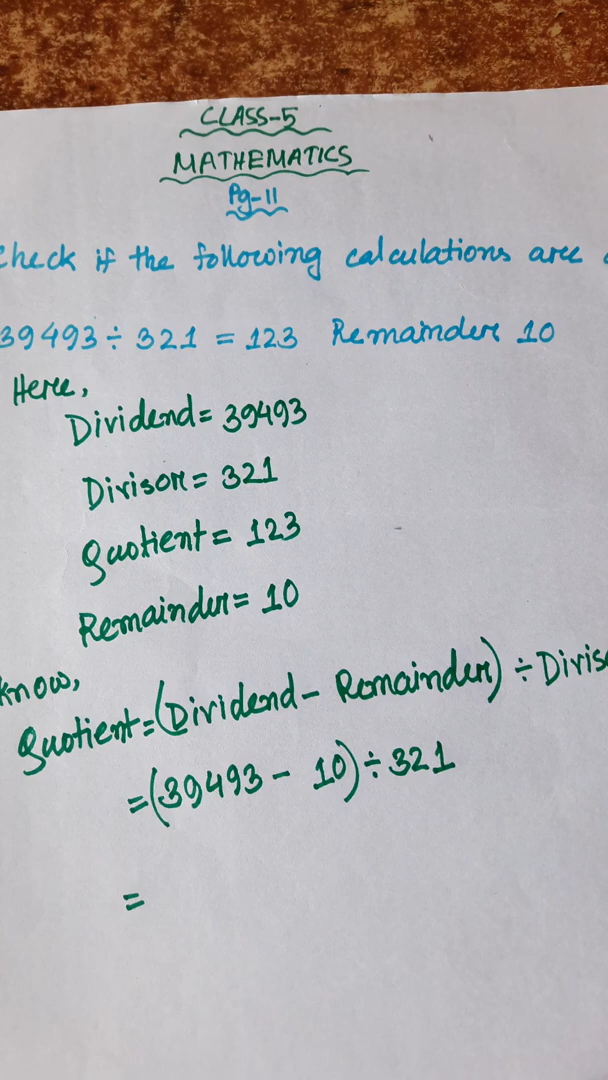 CLASS-5
MATHEMATICS
Pg-11
Check if the following calculations are
39493 ÷ 321 = 123 Remainder 10
Here,
Dividend = 39493
Divisor = 321
Quotient = 123
Remainder = 10
know,
Quotient = (Dividend - Remainder) ÷ Divis
= (39493 - 10) ÷ 321
=